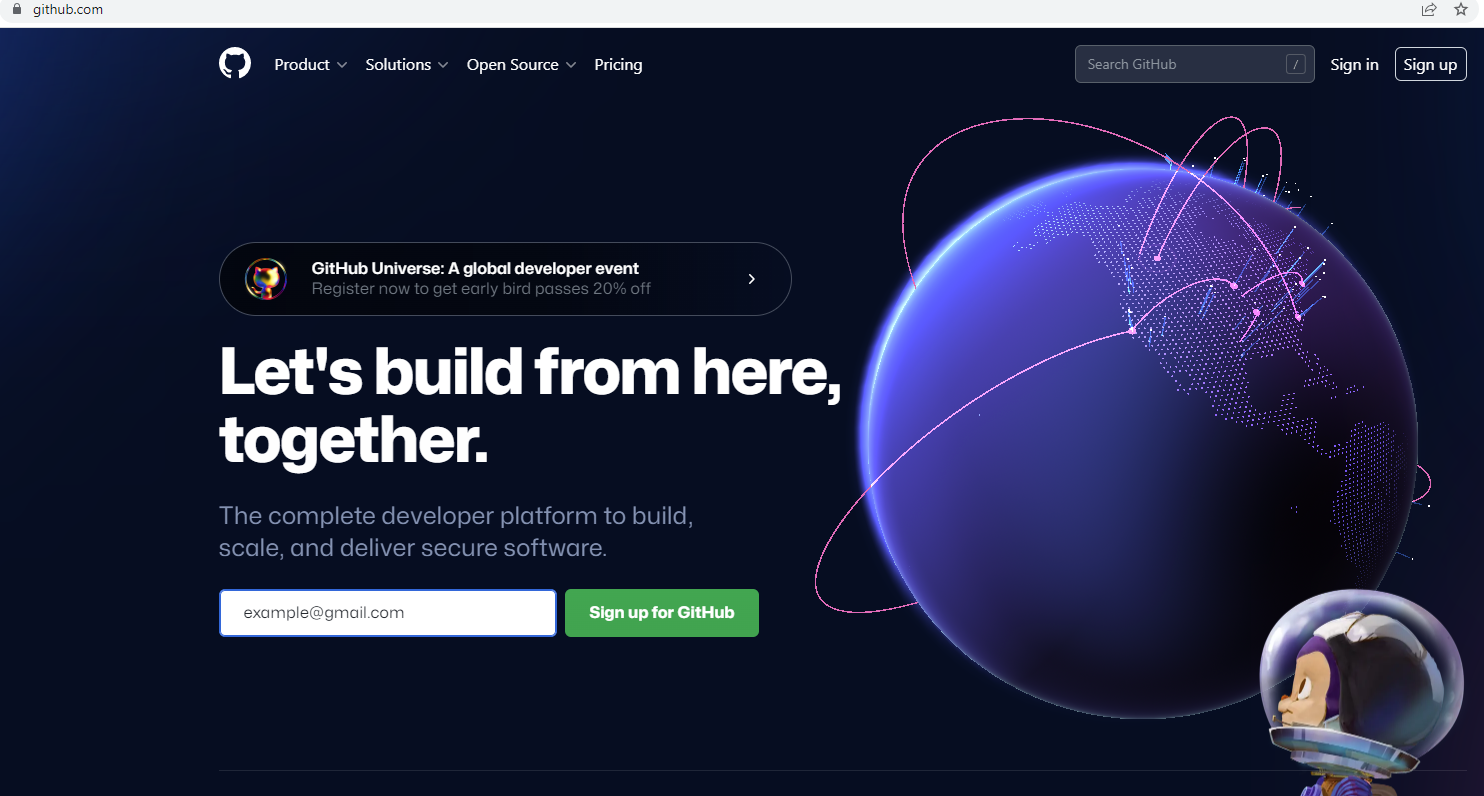 github.com
Product Solutions Open Source Pricing
Search GitHub /
Sign in
Sign up
GitHub Universe: A global developer event
Register now to get early bird passes 20% off
Let's build from here,
together.
The complete developer platform to build,
scale, and deliver secure software.
example@gmail.com
Sign up for GitHub